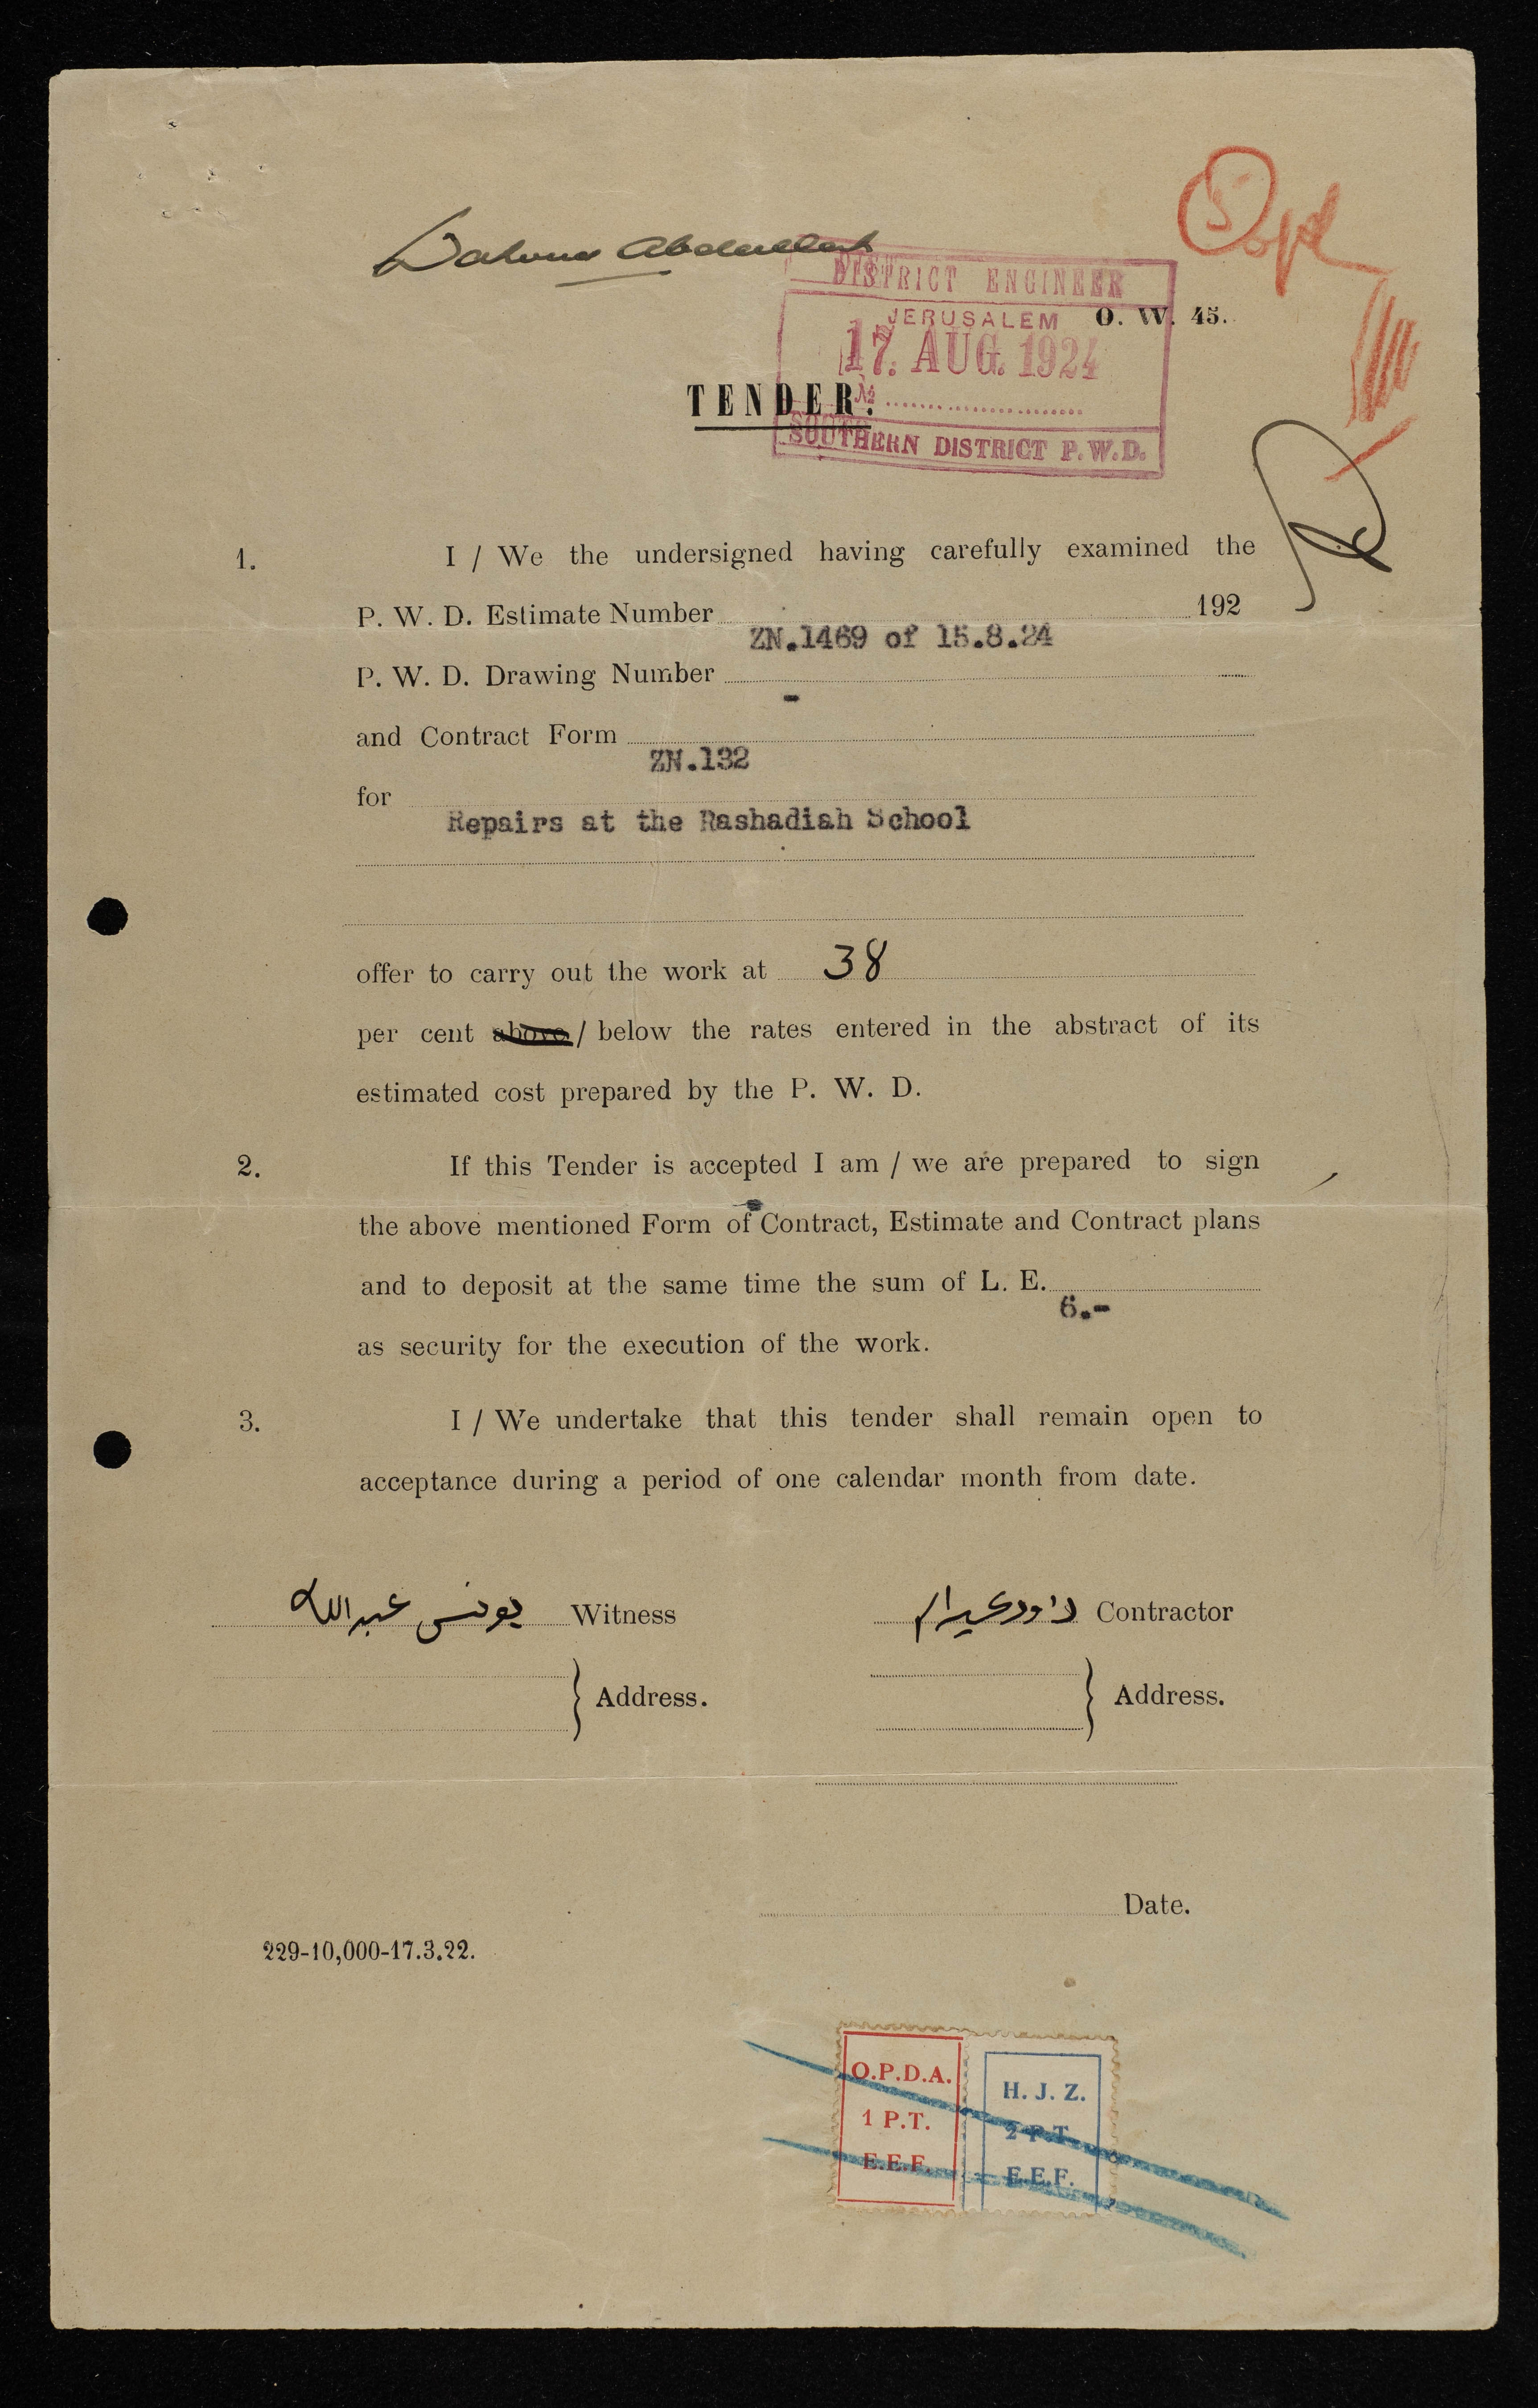 Abdullah
DISTRICT ENGINEER
JERUSALEM
O. W. 45.
17. AUG. 1924
№
TENDER.
SOUTHERN DISTRICT P.W.D.
1. I / We the undersigned having carefully examined the
P. W. D. Estimate Number 192
ZN.1469 of 15.8.24
P. W. D. Drawing Number
-
and Contract Form
ZN.132
for
Repairs at the Rashadiah School
offer to carry out the work at 38
per cent above / below the rates entered in the abstract of its
estimated cost prepared by the P. W. D.
2. If this Tender is accepted I am / we are prepared to sign
the above mentioned Form of Contract, Estimate and Contract plans
and to deposit at the same time the sum of L. E.
6.-
as security for the execution of the work.
3. I / We undertake that this tender shall remain open to
acceptance during a period of one calendar month from date.
يونس عبدالله Witness
داود Contractor
Address.
Address.
Date.
229-10,000-17.3.22.
O.P.D.A.
1 P.T.
E.E.F.
H. J. Z.
2 P.T.
E.E.F.